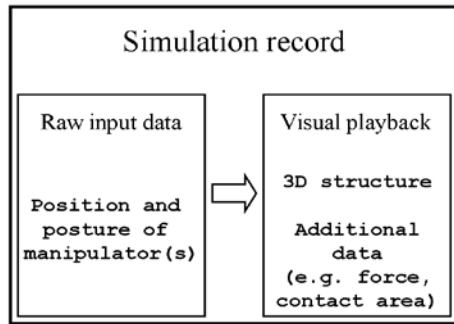 Simulation record
Raw input data
Position and
posture of
manipulator(s)
Visual playback
3D structure
Additional
data
(e.g. force,
contact area)